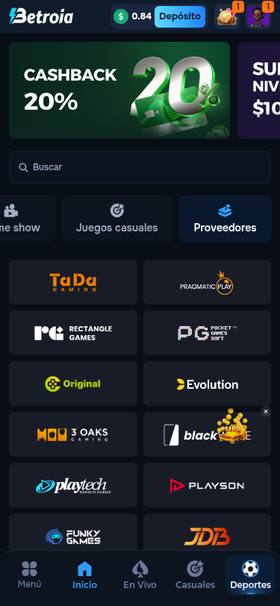 Betroia
$ 0.84 Depósito
1
1
CASHBACK
20%
20
SUP
NIV
$10
Buscar
me show
Juegos casuales
Proveedores
TaDa
GAMING
PRAGMATIC PLAY
RG RECTANGLE
GAMES
PG POCKET
GAMES
SOFT
Original
Evolution
3 OAKS
GAMING
black
playtech
PLAYSON
FUNKY
GAMES
JDB
Menú
Inicio
En Vivo
Casuales
Deportes